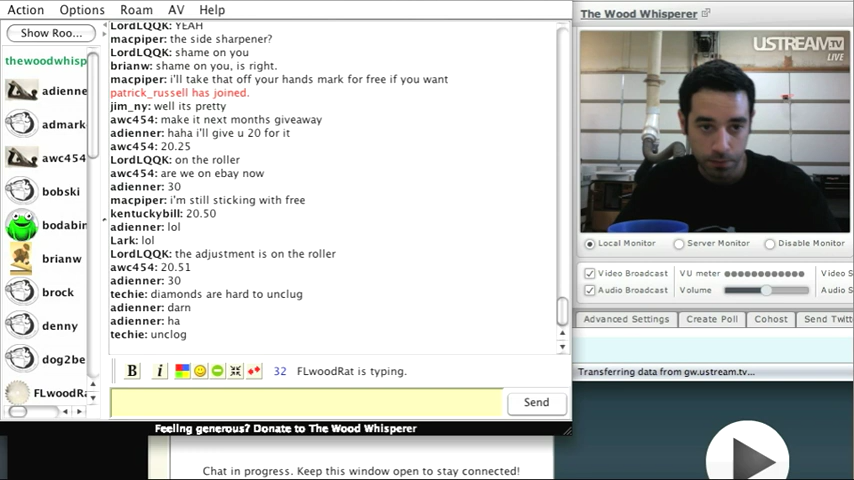 Action Options Roam AV Help
Show Roo...
thewoodwhisp
adienne
admark
awc454
bobski
bodabin
brianw
brock
denny
dog2be
FLwoodRa
LordLQQK: YEAH
macpiper: the side sharpener?
LordLQQK: shame on you
brianw: shame on you, is right.
macpiper: i'll take that off your hands mark for free if you want
patrick_russell has joined.
jim_ny: well its pretty
awc454: make it next months giveaway
adienner: haha i'll give u 20 for it
awc454: 20.25
LordLQQK: on the roller
awc454: are we on ebay now
adienner: 30
macpiper: i'm still sticking with free
kentuckybill: 20.50
adienner: lol
Lark: lol
LordLQQK: the adjustment is on the roller
awc454: 20.51
adienner: 30
techie: diamonds are hard to unclug
adienner: darn
adienner: ha
techie: unclog
B i 32 FLwoodRat is typing.
Send
Feeling generous? Donate to The Wood Whisperer
Chat in progress. Keep this window open to stay connected!
The Wood Whisperer
USTREAM.TV
LIVE
Local Monitor Server Monitor Disable Monitor
Video Broadcast VU meter Video S
Audio Broadcast Volume Audio S
Advanced Settings Create Poll Cohost Send Twitt
Transferring data from gw.ustream.tv...